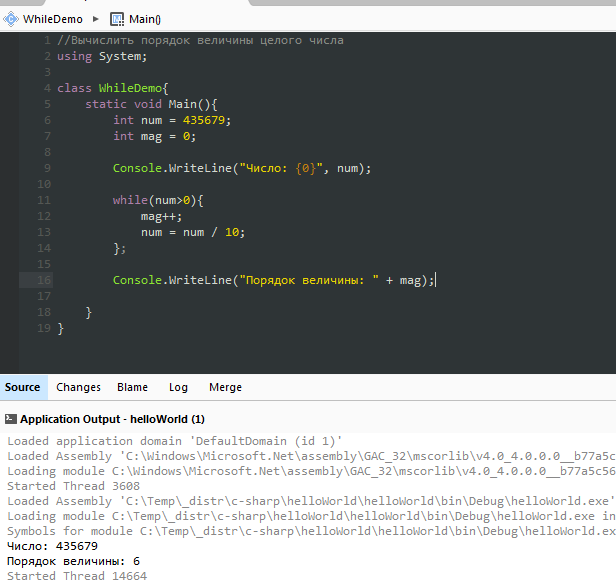 WhileDemo ▸ Main()
1 //Вычислить порядок величины целого числа
2 using System;
3
4 class WhileDemo{
5 static void Main(){
6 int num = 435679;
7 int mag = 0;
8
9 Console.WriteLine("Число: {0}", num);
10
11 while(num>0){
12 mag++;
13 num = num / 10;
14 };
15
16 Console.WriteLine("Порядок величины: " + mag);
17
18 }
19 }
Source Changes Blame Log Merge
Application Output - helloWorld (1)
Loaded application domain 'DefaultDomain (id 1)'
Loaded Assembly 'C:\Windows\Microsoft.Net\assembly\GAC_32\mscorlib\v4.0_4.0.0.0__b77a5c
Loading module C:\Windows\Microsoft.Net\assembly\GAC_32\mscorlib\v4.0_4.0.0.0__b77a5c56
Started Thread 3608
Loaded Assembly 'C:\Temp\_distr\c-sharp\helloWorld\helloWorld\bin\Debug\helloWorld.exe'
Loading module C:\Temp\_distr\c-sharp\helloWorld\helloWorld\bin\Debug\helloWorld.exe in
Symbols for module C:\Temp\_distr\c-sharp\helloWorld\helloWorld\bin\Debug\helloWorld.ex
Число: 435679
Порядок величины: 6
Started Thread 14664